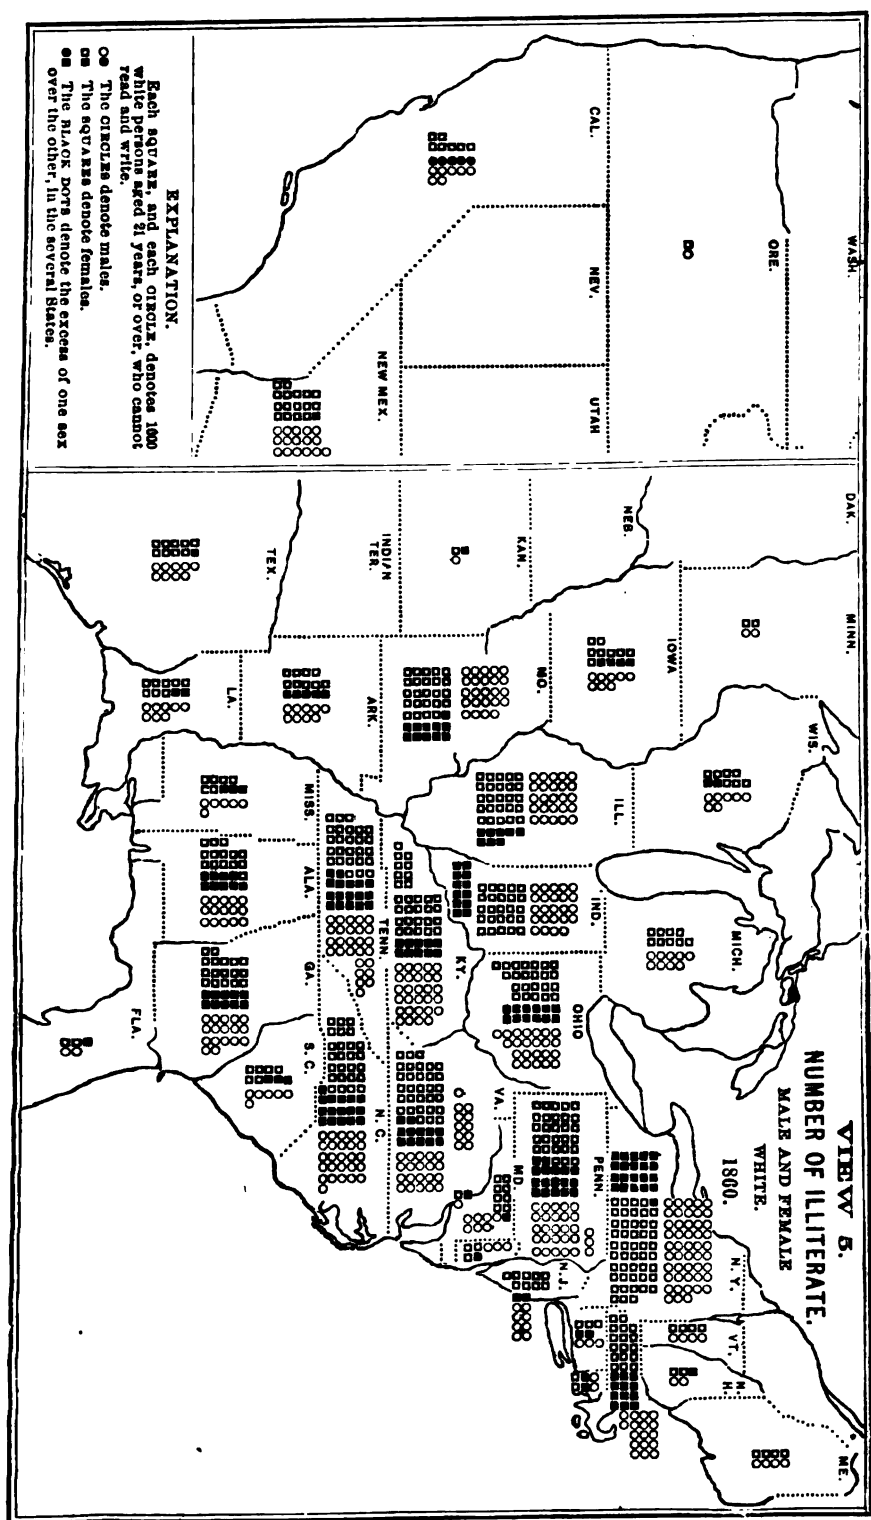 VIEW 5.
NUMBER OF ILLITERATE.
MALE AND FEMALE
WHITE.
1860.
WASH.
ORE.
CAL.
NEV.
UTAH
NEW MEX.
DAK.
MINN.
WIS.
NEB.
IOWA
KAN.
MO.
ILL.
IND.
MICH.
OHIO
INDI'N
TER.
ARK.
TEX.
LA.
MISS.
ALA.
GA.
FLA.
TENN
KY.
S. C.
N. C.
VA.
MD.
PENN.
N.J.
N. Y.
VT.
N.
H.
ME.
EXPLANATION.
Each SQUARE, and each CIRCLE, denotes 1000
white persons aged 21 years, or over, who cannot
read and write.
The CIRCLES denote males.
The SQUARES denote females.
The BLACK DOTS denote the excess of one sex
over the other, in the several States.